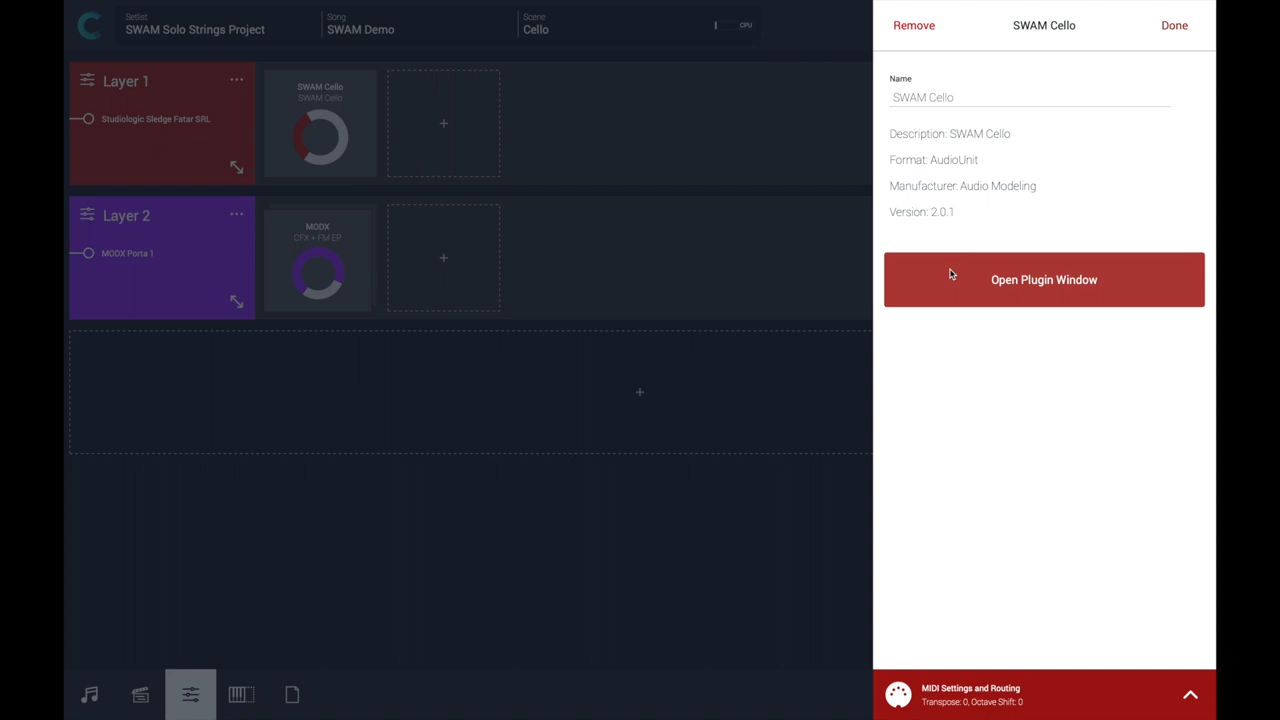 Setlist
SWAM Solo Strings Project
Song
SWAM Demo
Scene
Cello
CPU
Remove
SWAM Cello
Done
Layer 1
Studiologic Sledge Fatar SRL
SWAM Cello
SWAM Cello
+
Layer 2
MODX Porta 1
MODX
CFX + FM EP
+
+
Name
SWAM Cello
Description: SWAM Cello
Format: AudioUnit
Manufacturer: Audio Modeling
Version: 2.0.1
Open Plugin Window
MIDI Settings and Routing
Transpose: 0, Octave Shift: 0